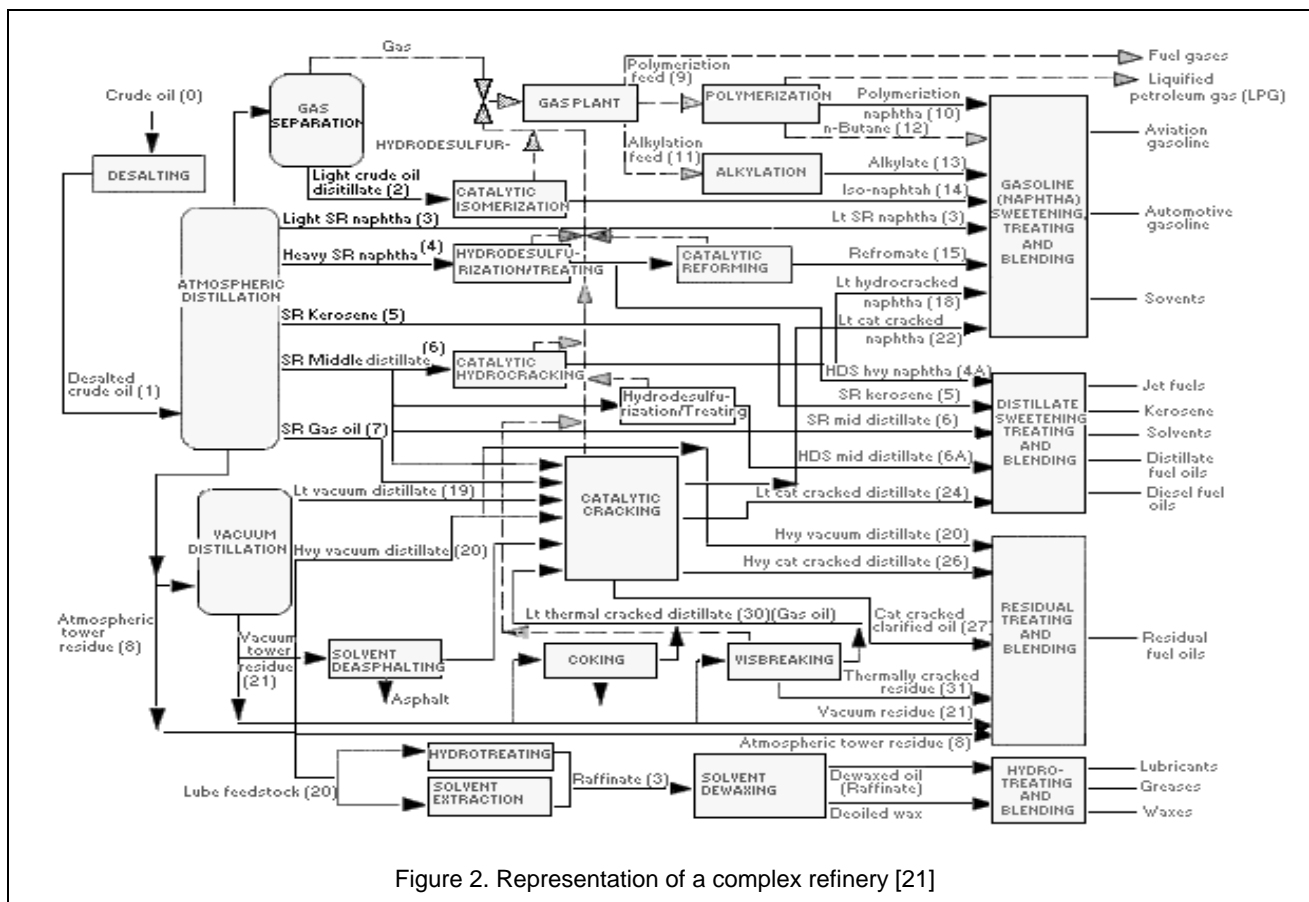 Gas
Fuel gases
Polymeriztion
feed (9)
Liquified
petroleum gas (LPG)
Crude oil (0)
GAS
SEPARATION
GAS PLANT
POLYMERIZATION
Polymeriztion
naphtha (10)
n-Butane (12)
Aviation
gasoline
HYDRODESULFUR-
Alkylation
feed (11)
DESALTING
Light crude oil
disitillate (2)
CATALYTIC
ISOMERIZATION
ALKYLATION
Alkylate (13)
Iso-naphtah (14)
GASOLINE
(NAPHTHA)
SWEETENING,
TREATING
AND
BLENDING
Light SR naphtha (3)
Lt SR naphtha (3)
Automotive
gasoline
Heavy SR naphtha (4)
HYDRODESULFU-
RIZATION/TREATING
CATALYTIC
REFORMING
Refromate (15)
ATMOSPHERIC
DISTILLATION
Lt hydrocracked
naphtha (18)
Sovents
SR Kerosene (5)
Lt cat cracked
naphtha (22)
SR Middle distillate (6)
CATALYTIC
HYDROCRACKING
HDS hvy naphtha (4A)
Desalted
crude oil (1)
Hydrodesulfu-
rization/Treating
SR kerosene (5)
SR mid distillate (6)
DISTILLATE
SWEETENING
TREATING
AND
BLENDING
Jet fuels
Kerosene
Solvents
Distillate
fuel oils
Diesel fuel
oils
SR Gas oil (7)
HDS mid distillate (6A)
Lt vacuum distillate (19)
CATALYTIC
CRACKING
Lt cat cracked distillate (24)
VACUUM
DISTILLATION
Hvy vacuum distillate (20)
Hvy vacuum distillate (20)
Hvy cat cracked distillate (26)
Lt thermal cracked distillate (30)(Gas oil)
Cat cracked
clarified oil (27)
RESIDUAL
TREATING
AND
BLENDING
Residual
fuel oils
Atmospheric
tower
residue (8)
Vacuum
tower
residue
(21)
SOLVENT
DEASPHALTING
COKING
VISBREAKING
Asphalt
Thermally cracked
residue (31)
Vacuum residue (21)
Atmospheric tower residue (8)
HYDROTREATING
Lube feedstock (20)
SOLVENT
EXTRACTION
Raffinate (3)
SOLVENT
DEWAXING
Dewaxed oil
(Raffinate)
Deoiled wax
HYDRO-
TREATING
AND
BLENDING
Lubricants
Greases
Waxes
Figure 2. Representation of a complex refinery [21]